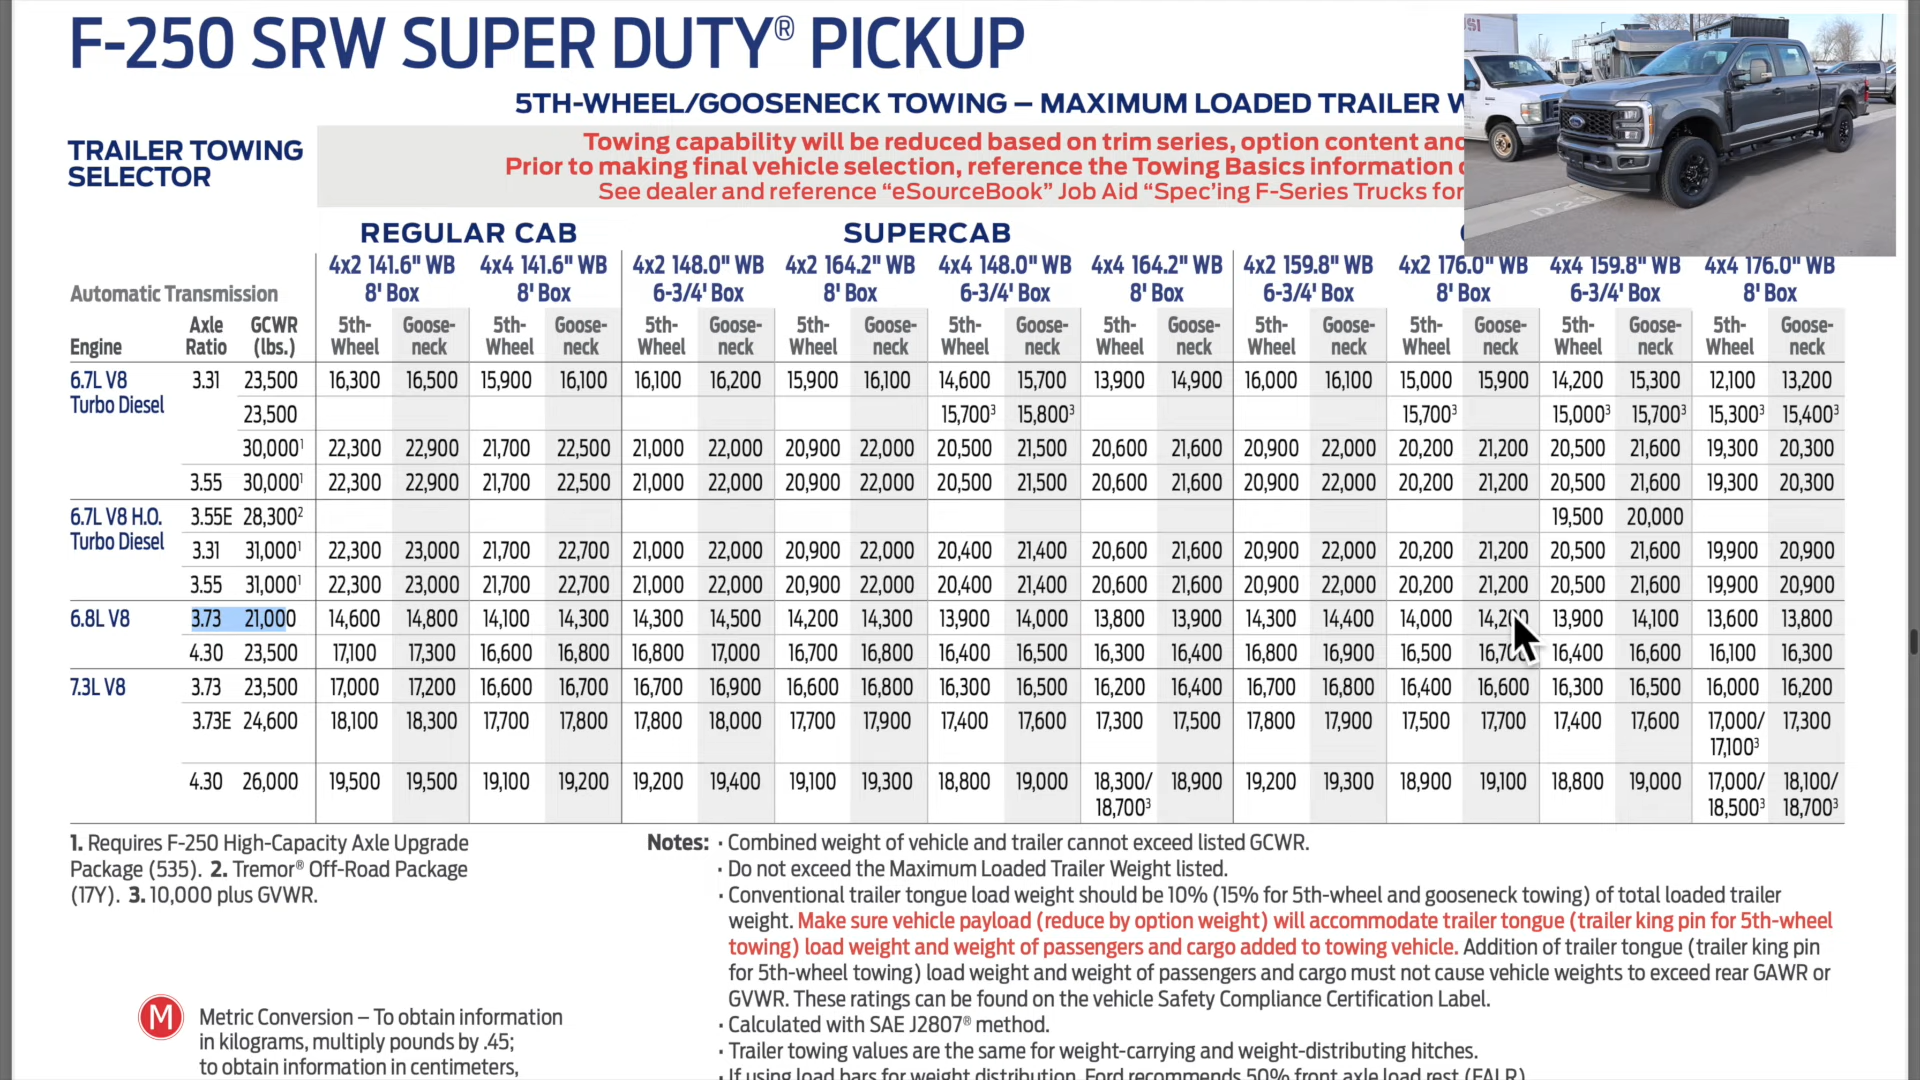 F-250 SRW SUPER DUTY® PICKUP
5TH-WHEEL/GOOSENECK TOWING – MAXIMUM LOADED TRAILER
TRAILER TOWING
SELECTOR
Towing capability will be reduced based on trim series, option content and
Prior to making final vehicle selection, reference the Towing Basics information
See dealer and reference “eSourceBook” Job Aid “Spec’ing F-Series Trucks for
REGULAR CAB SUPERCAB
4x2 141.6" WB 4x4 141.6" WB 4x2 148.0" WB 4x2 164.2" WB 4x4 148.0" WB 4x4 164.2" WB 4x2 159.8" WB 4x2 176.0" WB 4x4 159.8" WB 4x4 176.0" WB
Automatic Transmission 8' Box 8' Box 6-3/4' Box 8' Box 6-3/4' Box 8' Box 6-3/4' Box 8' Box 6-3/4' Box 8' Box
Axle GCWR 5th- Goose- 5th- Goose- 5th- Goose- 5th- Goose- 5th- Goose- 5th- Goose- 5th- Goose- 5th- Goose- 5th- Goose- 5th- Goose-
Engine Ratio (lbs.) Wheel neck Wheel neck Wheel neck Wheel neck Wheel neck Wheel neck Wheel neck Wheel neck Wheel neck Wheel neck
6.7L V8 3.31 23,500 16,300 16,500 15,900 16,100 16,100 16,200 15,900 16,100 14,600 15,700 13,900 14,900 16,000 16,100 15,000 15,900 14,200 15,300 12,100 13,200
Turbo Diesel
23,500 15,700³ 15,800³ 15,700³ 15,000³ 15,700³ 15,300³ 15,400³
30,000¹ 22,300 22,900 21,700 22,500 21,000 22,000 20,900 22,000 20,500 21,500 20,600 21,600 20,900 22,000 20,200 21,200 20,500 21,600 19,300 20,300
3.55 30,000¹ 22,300 22,900 21,700 22,500 21,000 22,000 20,900 22,000 20,500 21,500 20,600 21,600 20,900 22,000 20,200 21,200 20,500 21,600 19,300 20,300
6.7L V8 H.O. 3.55E 28,300² 19,500 20,000
Turbo Diesel
3.31 31,000¹ 22,300 23,000 21,700 22,700 21,000 22,000 20,900 22,000 20,400 21,400 20,600 21,600 20,900 22,000 20,200 21,200 20,500 21,600 19,900 20,900
3.55 31,000¹ 22,300 23,000 21,700 22,700 21,000 22,000 20,900 22,000 20,400 21,400 20,600 21,600 20,900 22,000 20,200 21,200 20,500 21,600 19,900 20,900
6.8L V8 3.73 21,000 14,600 14,800 14,100 14,300 14,300 14,500 14,200 14,300 13,900 14,000 13,800 13,900 14,300 14,400 14,000 14,200 13,900 14,100 13,600 13,800
4.30 23,500 17,100 17,300 16,600 16,800 16,800 17,000 16,700 16,800 16,400 16,500 16,300 16,400 16,800 16,900 16,500 16,700 16,400 16,600 16,100 16,300
7.3L V8 3.73 23,500 17,000 17,200 16,600 16,700 16,700 16,900 16,600 16,800 16,300 16,500 16,200 16,400 16,700 16,800 16,400 16,600 16,300 16,500 16,000 16,200
3.73E 24,600 18,100 18,300 17,700 17,800 17,800 18,000 17,700 17,900 17,400 17,600 17,300 17,500 17,800 17,900 17,500 17,700 17,400 17,600 17,000/ 17,300
17,100³
4.30 26,000 19,500 19,500 19,100 19,200 19,200 19,400 19,100 19,300 18,800 19,000 18,300/ 18,900 19,200 19,300 18,900 19,100 18,800 19,000 17,000/ 18,100/
18,700³ 18,500³ 18,700³
1. Requires F-250 High-Capacity Axle Upgrade
Package (535). 2. Tremor® Off-Road Package
(17Y). 3. 10,000 plus GVWR.
Notes: · Combined weight of vehicle and trailer cannot exceed listed GCWR.
· Do not exceed the Maximum Loaded Trailer Weight listed.
· Conventional trailer tongue load weight should be 10% (15% for 5th-wheel and gooseneck towing) of total loaded trailer
weight. Make sure vehicle payload (reduce by option weight) will accommodate trailer tongue (trailer king pin for 5th-wheel
towing) load weight and weight of passengers and cargo added to towing vehicle. Addition of trailer tongue (trailer king pin
for 5th-wheel towing) load weight and weight of passengers and cargo must not cause vehicle weights to exceed rear GAWR or
GVWR. These ratings can be found on the vehicle Safety Compliance Certification Label.
· Calculated with SAE J2807® method.
· Trailer towing values are the same for weight-carrying and weight-distributing hitches.
· If using load bars for weight distribution, Ford recommends 50% front axle load rest (FALR)
M
Metric Conversion – To obtain information
in kilograms, multiply pounds by .45;
to obtain information in centimeters,